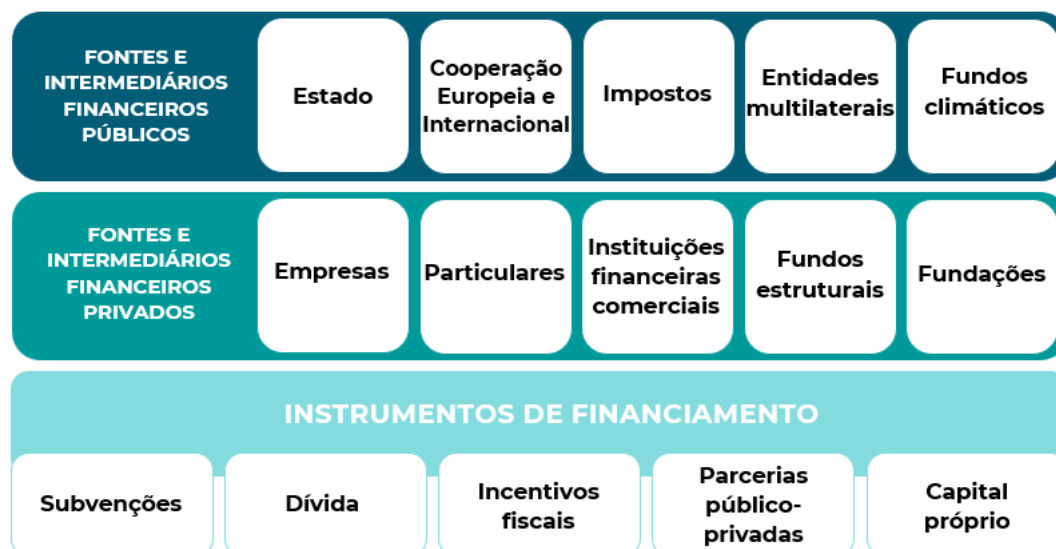 FONTES E
INTERMEDIÁRIOS
FINANCEIROS
PÚBLICOS
Estado
Cooperação
Europeia e
Internacional
Impostos
Entidades
multilaterais
Fundos
climáticos
FONTES E
INTERMEDIÁRIOS
FINANCEIROS
PRIVADOS
Empresas
Particulares
Instituições
financeiras
comerciais
Fundos
estruturais
Fundações
INSTRUMENTOS DE FINANCIAMENTO
Subvenções
Dívida
Incentivos
fiscais
Parcerias
público-
privadas
Capital
próprio